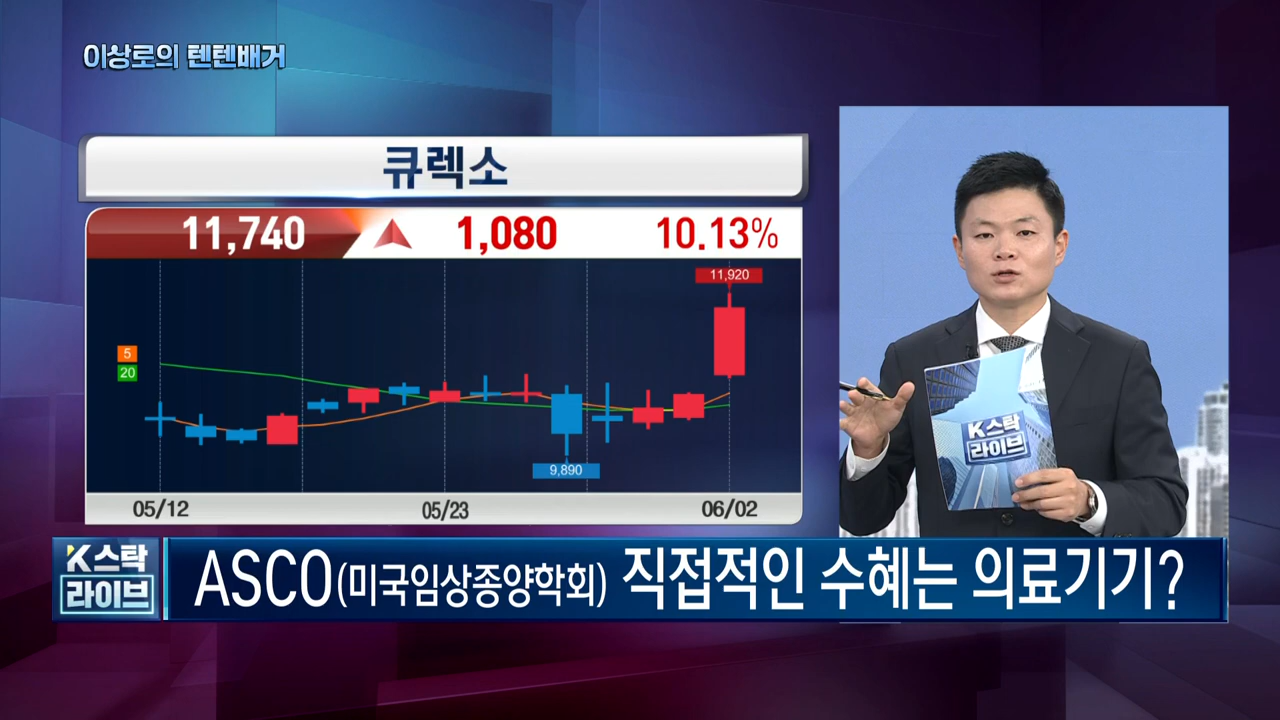 이상로의 텐텐배거
큐렉소
11,740 ▲ 1,080 10.13%
11,920
5
20
9,890
05/12 05/23 06/02
K스탁
라이브
K스탁
라이브
ASCO(미국임상종양학회) 직접적인 수혜는 의료기기?